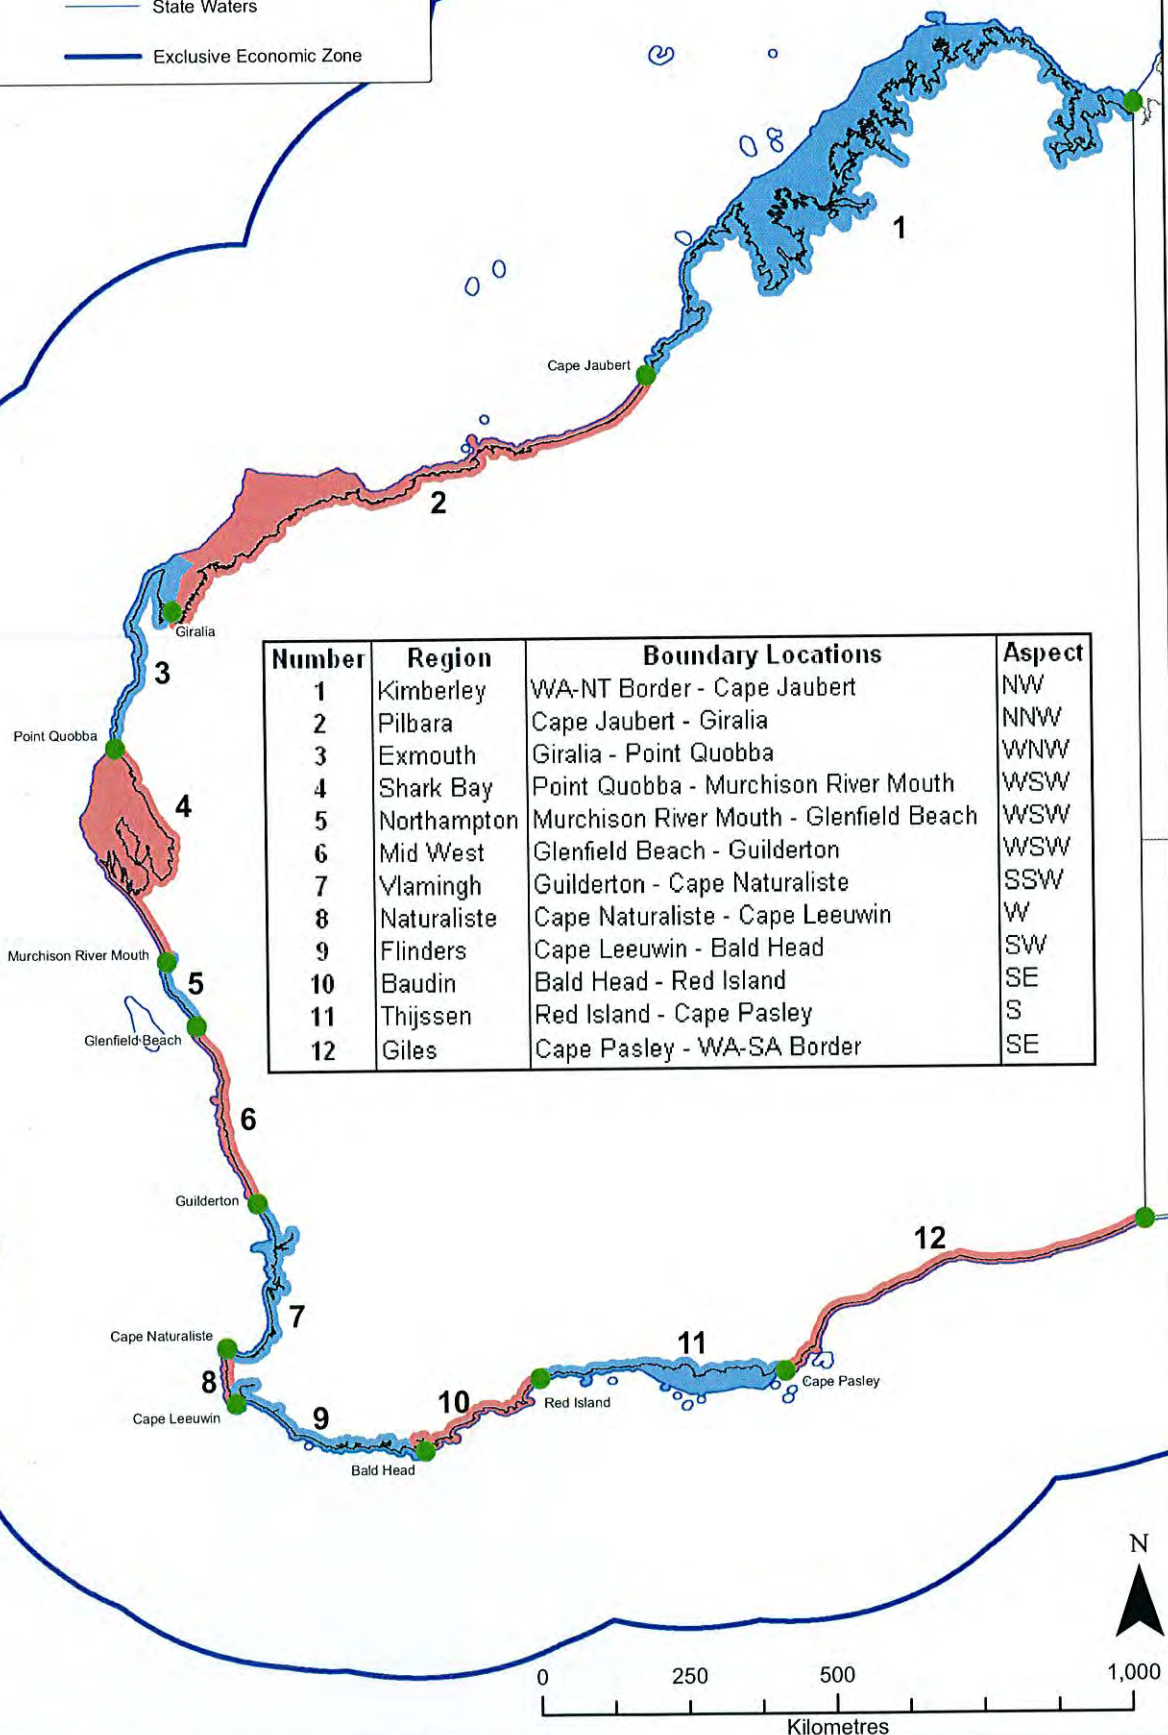 State Waters
Exclusive Economic Zone
1
Cape Jaubert
2
Giralia
3
Point Quobba
4
Number Region Boundary Locations Aspect
1 Kimberley WA-NT Border - Cape Jaubert NW
2 Pilbara Cape Jaubert - Giralia NNW
3 Exmouth Giralia - Point Quobba WNW
4 Shark Bay Point Quobba - Murchison River Mouth WSW
5 Northampton Murchison River Mouth - Glenfield Beach WSW
6 Mid West Glenfield Beach - Guilderton WSW
7 Vlamingh Guilderton - Cape Naturaliste SSW
8 Naturaliste Cape Naturaliste - Cape Leeuwin W
9 Flinders Cape Leeuwin - Bald Head SW
10 Baudin Bald Head - Red Island SE
11 Thijssen Red Island - Cape Pasley S
12 Giles Cape Pasley - WA-SA Border SE
Murchison River Mouth
5
Glenfield Beach
6
Guilderton
12
7
Cape Naturaliste
11
8
Cape Pasley
10
Red Island
Cape Leeuwin
9
Bald Head
N
0 250 500 1,000
Kilometres